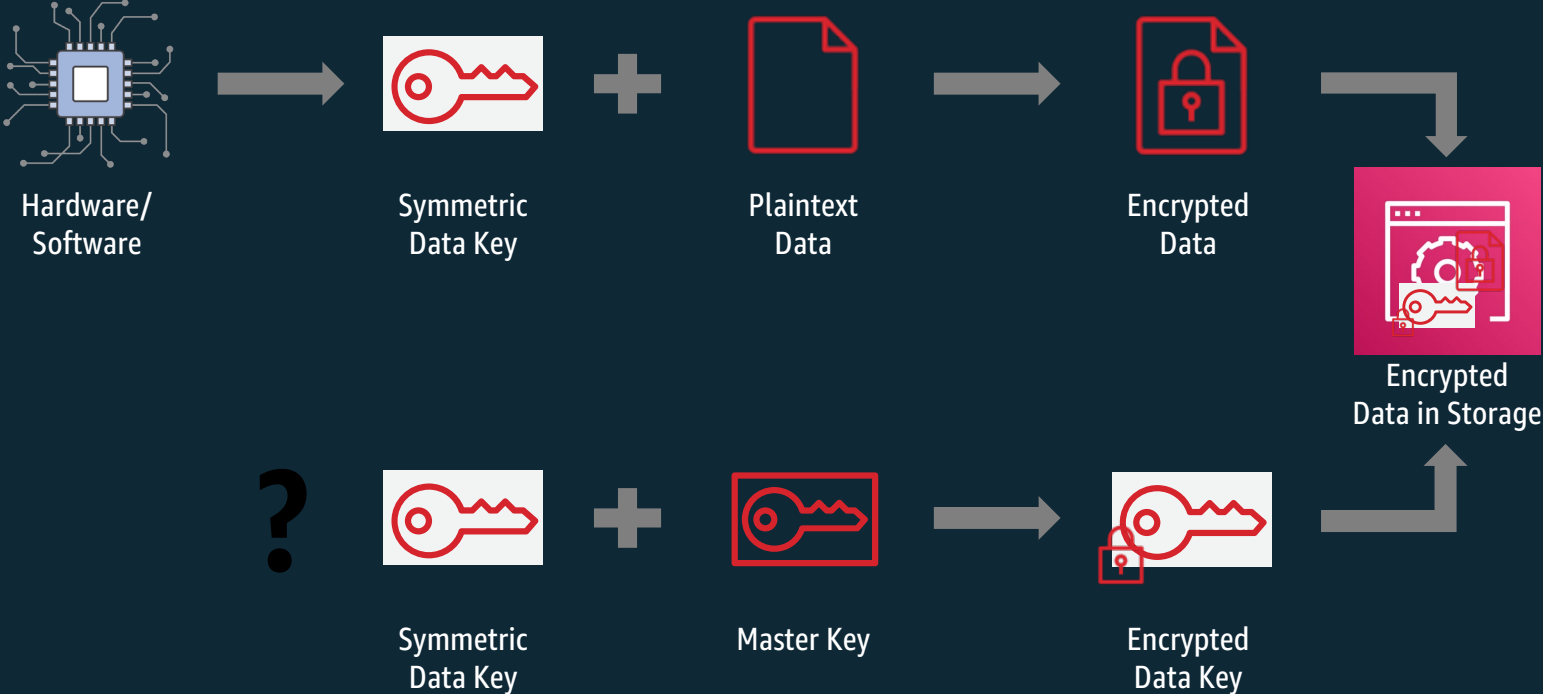 Hardware/
Software
Symmetric
Data Key
Plaintext
Data
Encrypted
Data
Encrypted
Data in Storage
?
Symmetric
Data Key
Master Key
Encrypted
Data Key